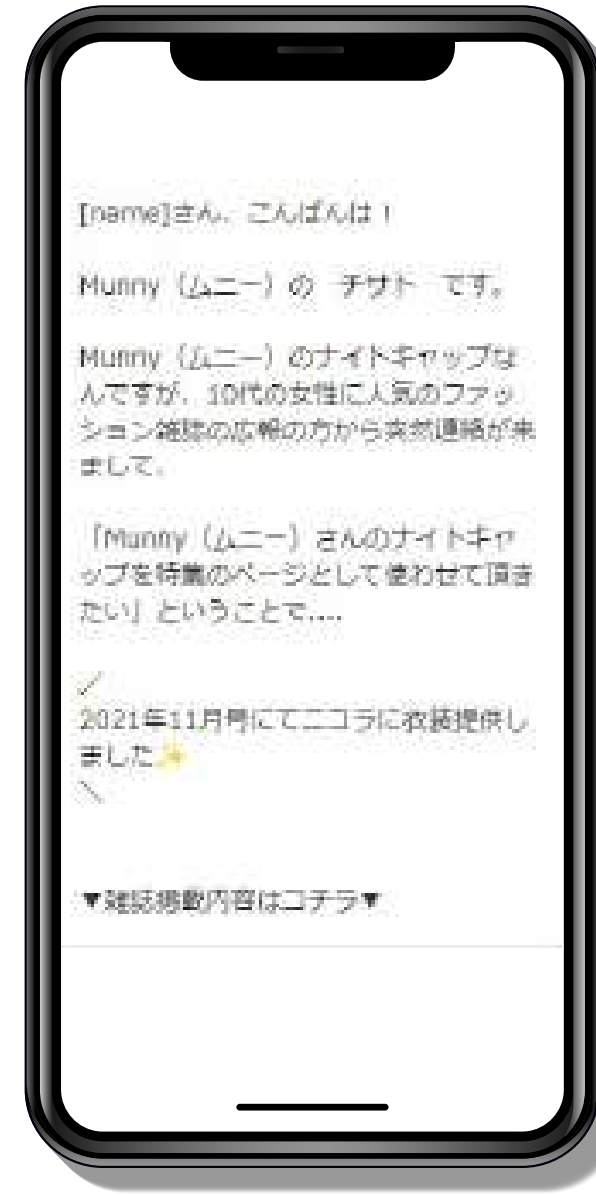 [name]さん、こんばんは！
Munny（ムニー）の　チサト　です。
Munny（ムニー）のナイトキャップな
んですが、10代の女性に人気のファッ
ション雑誌の広報の方から突然連絡が来
まして、
「Munny（ムニー）さんのナイトキャ
ップを特集のページとして使わせて頂き
たい」ということで....
／
2021年11月号にてニコラに衣装提供し
ました✨
＼
▼雑誌掲載内容はコチラ▼